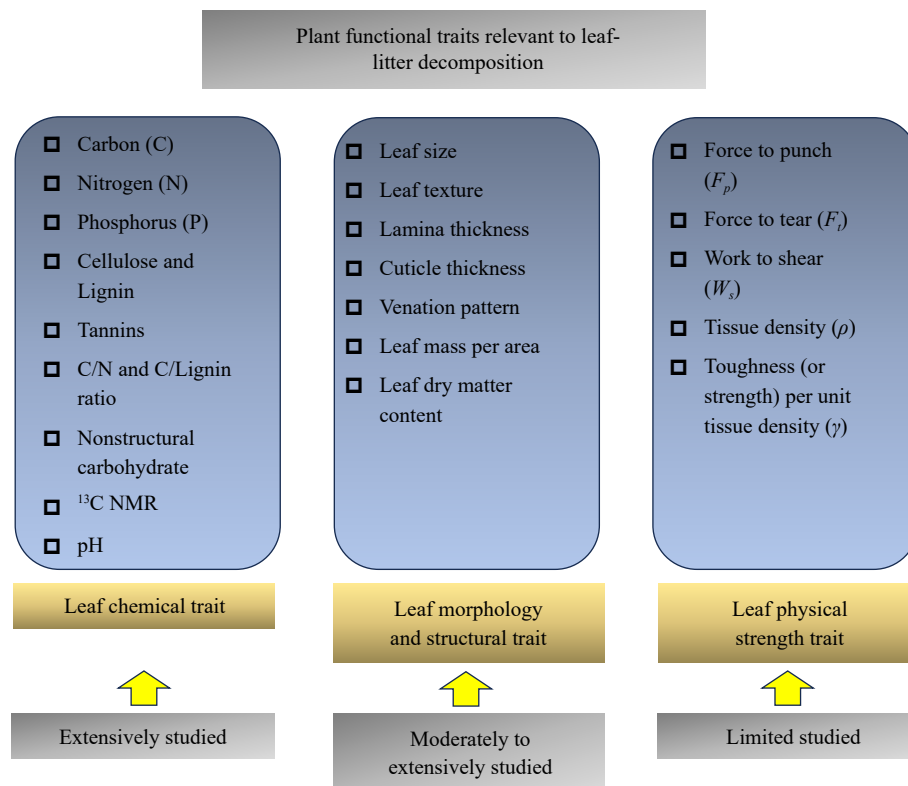 Plant functional traits relevant to leaf-
litter decomposition
Carbon (C)
Nitrogen (N)
Phosphorus (P)
Cellulose and
Lignin
Tannins
C/N and C/Lignin
ratio
Nonstructural
carbohydrate
¹³C NMR
pH
Leaf chemical trait
Extensively studied
Leaf size
Leaf texture
Lamina thickness
Cuticle thickness
Venation pattern
Leaf mass per area
Leaf dry matter
content
Leaf morphology
and structural trait
Moderately to
extensively studied
Force to punch
(Fₚ)
Force to tear (Fₜ)
Work to shear
(Wₛ)
Tissue density (ρ)
Toughness (or
strength) per unit
tissue density (γ)
Leaf physical
strength trait
Limited studied